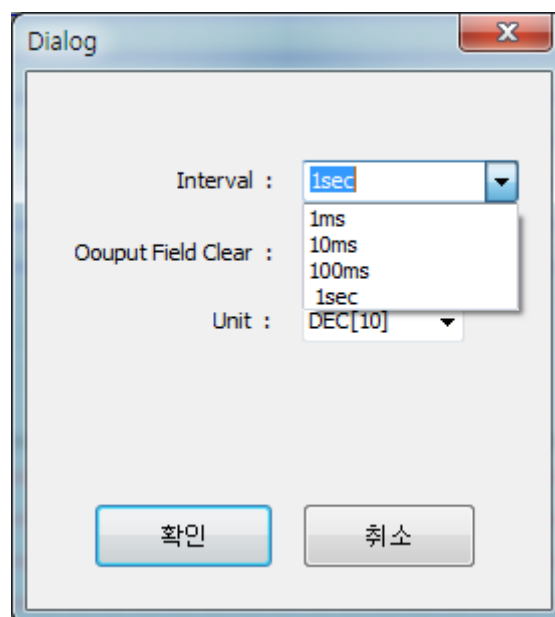 Dialog
Interval : 1sec
1ms
10ms
Oouput Field Clear :
100ms
1sec
Unit : DEC[10]
확인 취소